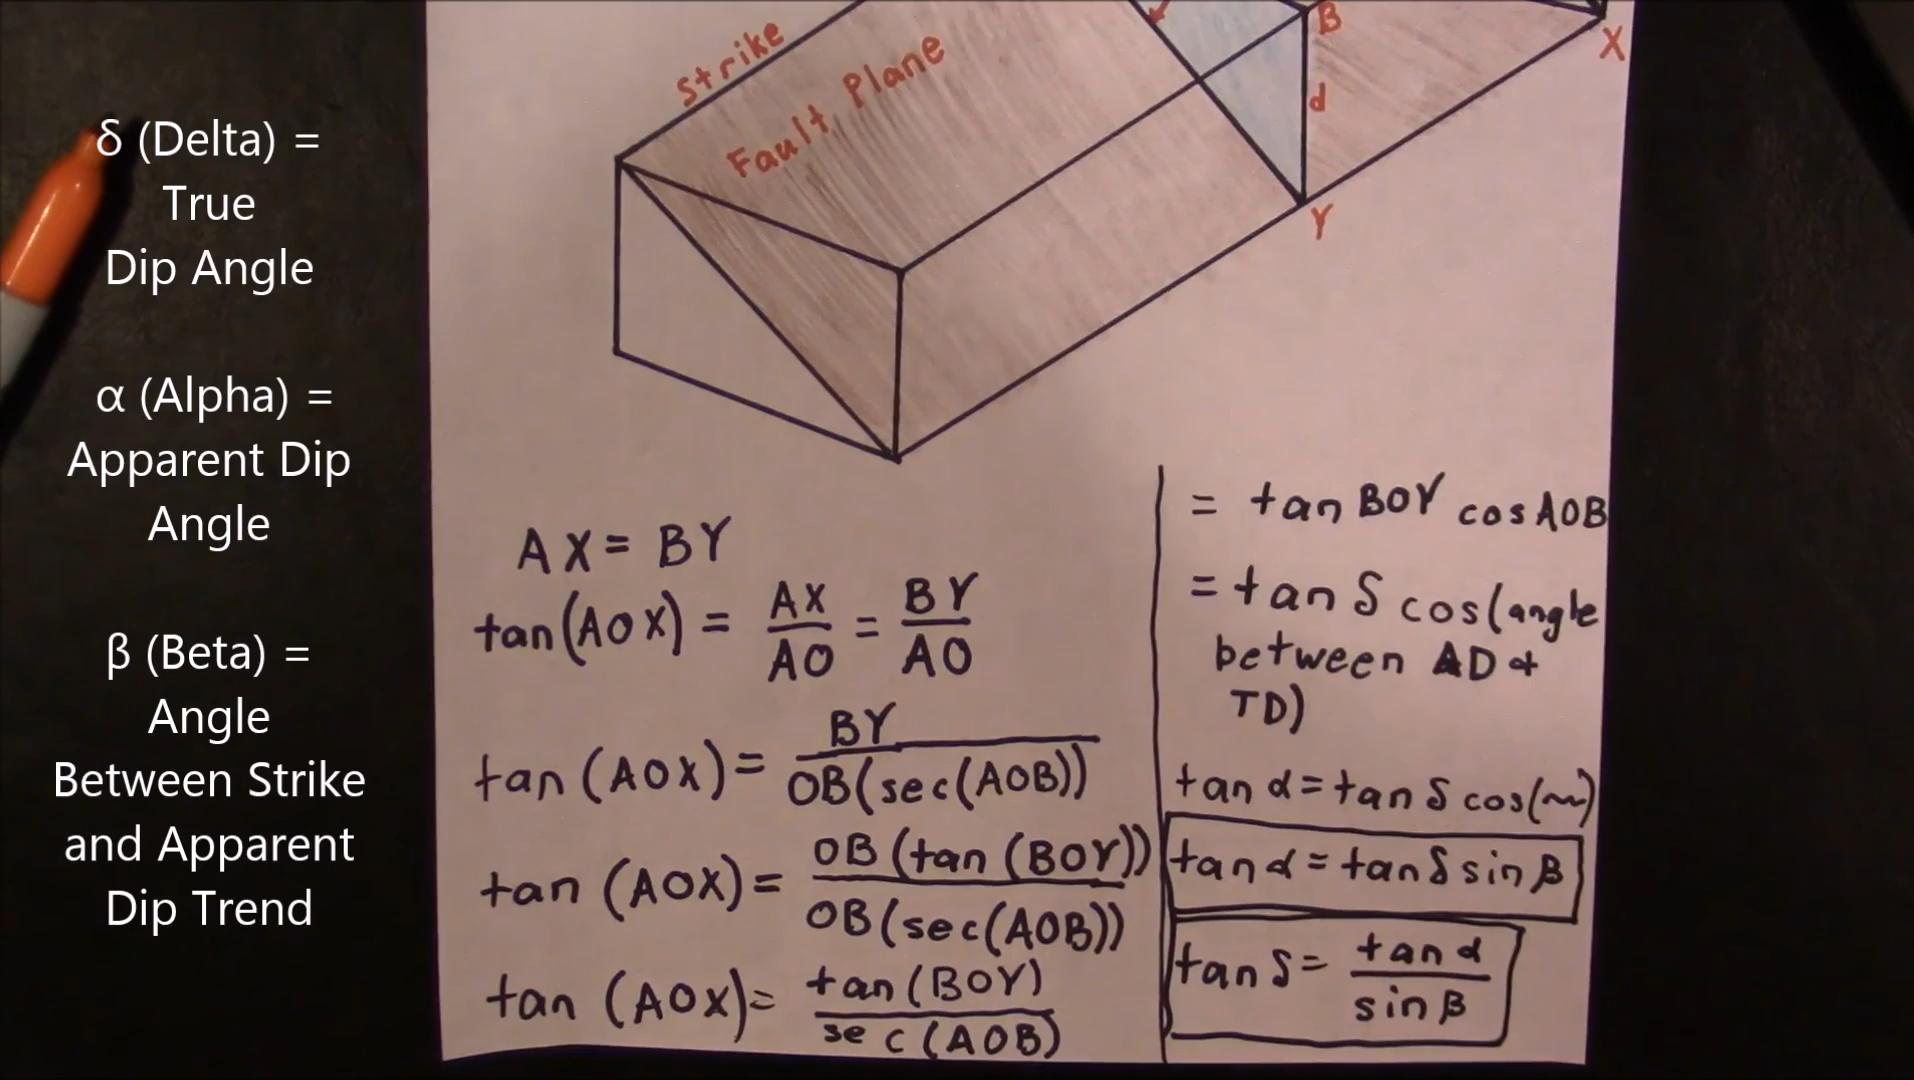 δ (Delta) =
True
Dip Angle
α (Alpha) =
Apparent Dip
Angle
β (Beta) =
Angle
Between Strike
and Apparent
Dip Trend
Strike
Fault Plane
B
d
X
Y
AX = BY
tan(AOX) = AX/AO = BY/AO
tan (AOX) = BY/OB(sec(AOB))
tan (AOX) = OB(tan (BOY))/OB(sec(AOB))
tan (AOX) = tan(BOY)/sec(AOB)
= tan BOY cos AOB
= tan δ cos(angle
between AD +
TD)
tan α = tan δ cos(~)
tan α = tan δ sin β
tan δ = tan α/sin β